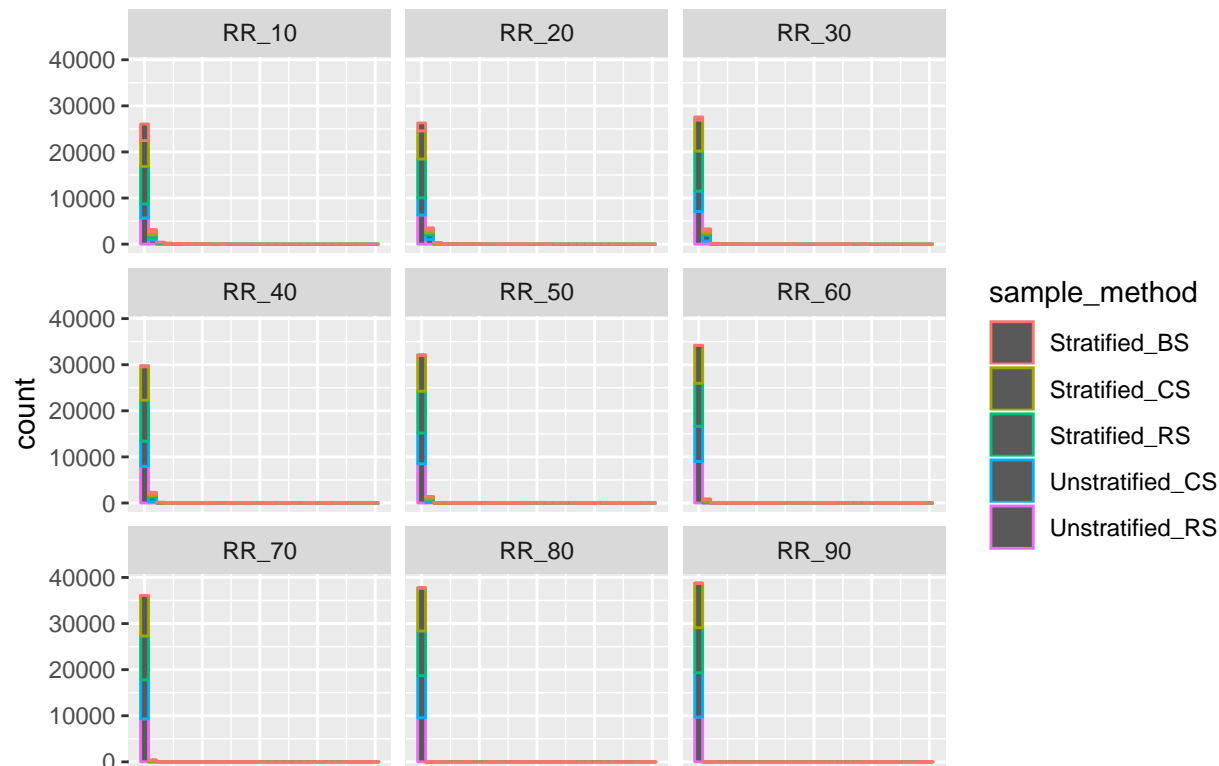 RR_10 RR_20 RR_30
40000
30000
20000
10000
0
RR_40 RR_50 RR_60
40000
30000
20000
10000
0
RR_70 RR_80 RR_90
40000
30000
20000
10000
0
count
sample_method
Stratified_BS
Stratified_CS
Stratified_RS
Unstratified_CS
Unstratified_RS